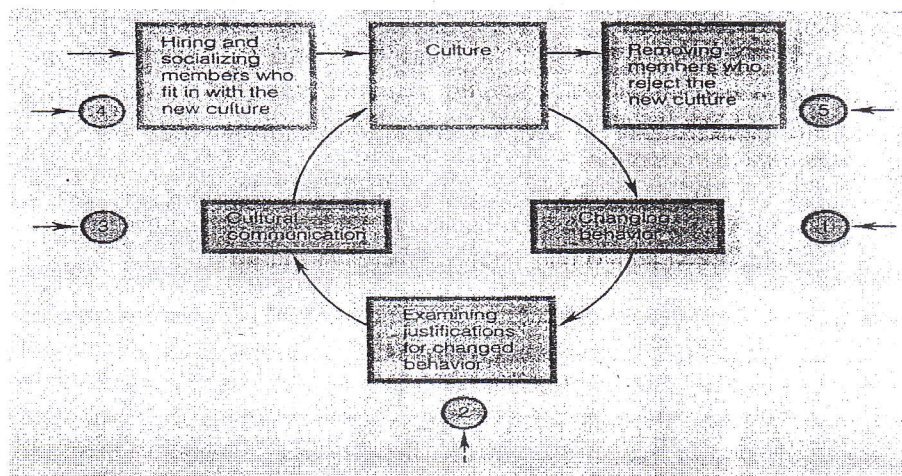 Hiring and
socializing
members who
fit in with the
new culture
Culture
Removing
members who
reject the
new culture
4
5
Cultural
communication
Changing
behavior
3
1
Examining
justifications
for changed
behavior
2